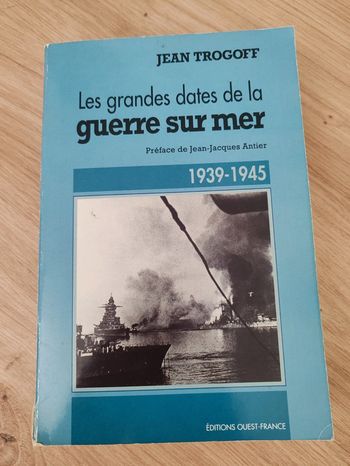 JEAN TROGOFF
Les grandes dates de la
guerre sur mer
Préface de Jean-Jacques Antier
1939-1945
ÉDITIONS OUEST-FRANCE